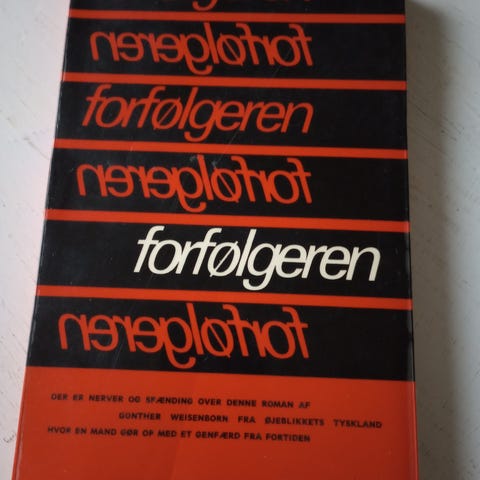 forfølgeren
forfølgeren
forfølgeren
forfølgeren
forfølgeren
DER ER NERVER OG SPÆNDING OVER DENNE ROMAN AF
GÜNTHER WEISENBORN FRA ØJEBLIKKETS TYSKLAND
HVOR EN MAND GØR OP MED ET GENFÆRD FRA FORTIDEN